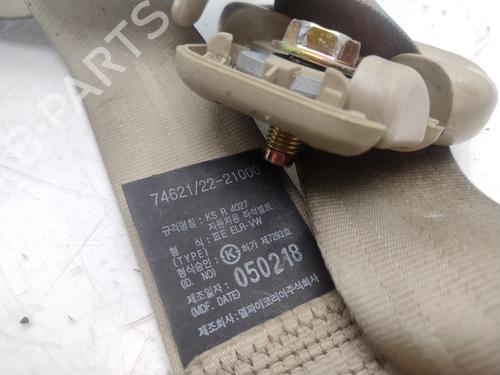 B-PARTS
74621/22-21000
규격명칭 : KS R 4027
자동차용 좌석벨트
형 식 : ⅢE ELR-VW
(TYPE)
형식승인 : Ⓚ 허가 제7293호
(ID. NO)
제조일자 : 050218
(MDF. DATE)
제조회사: 델파이코리아주식회사